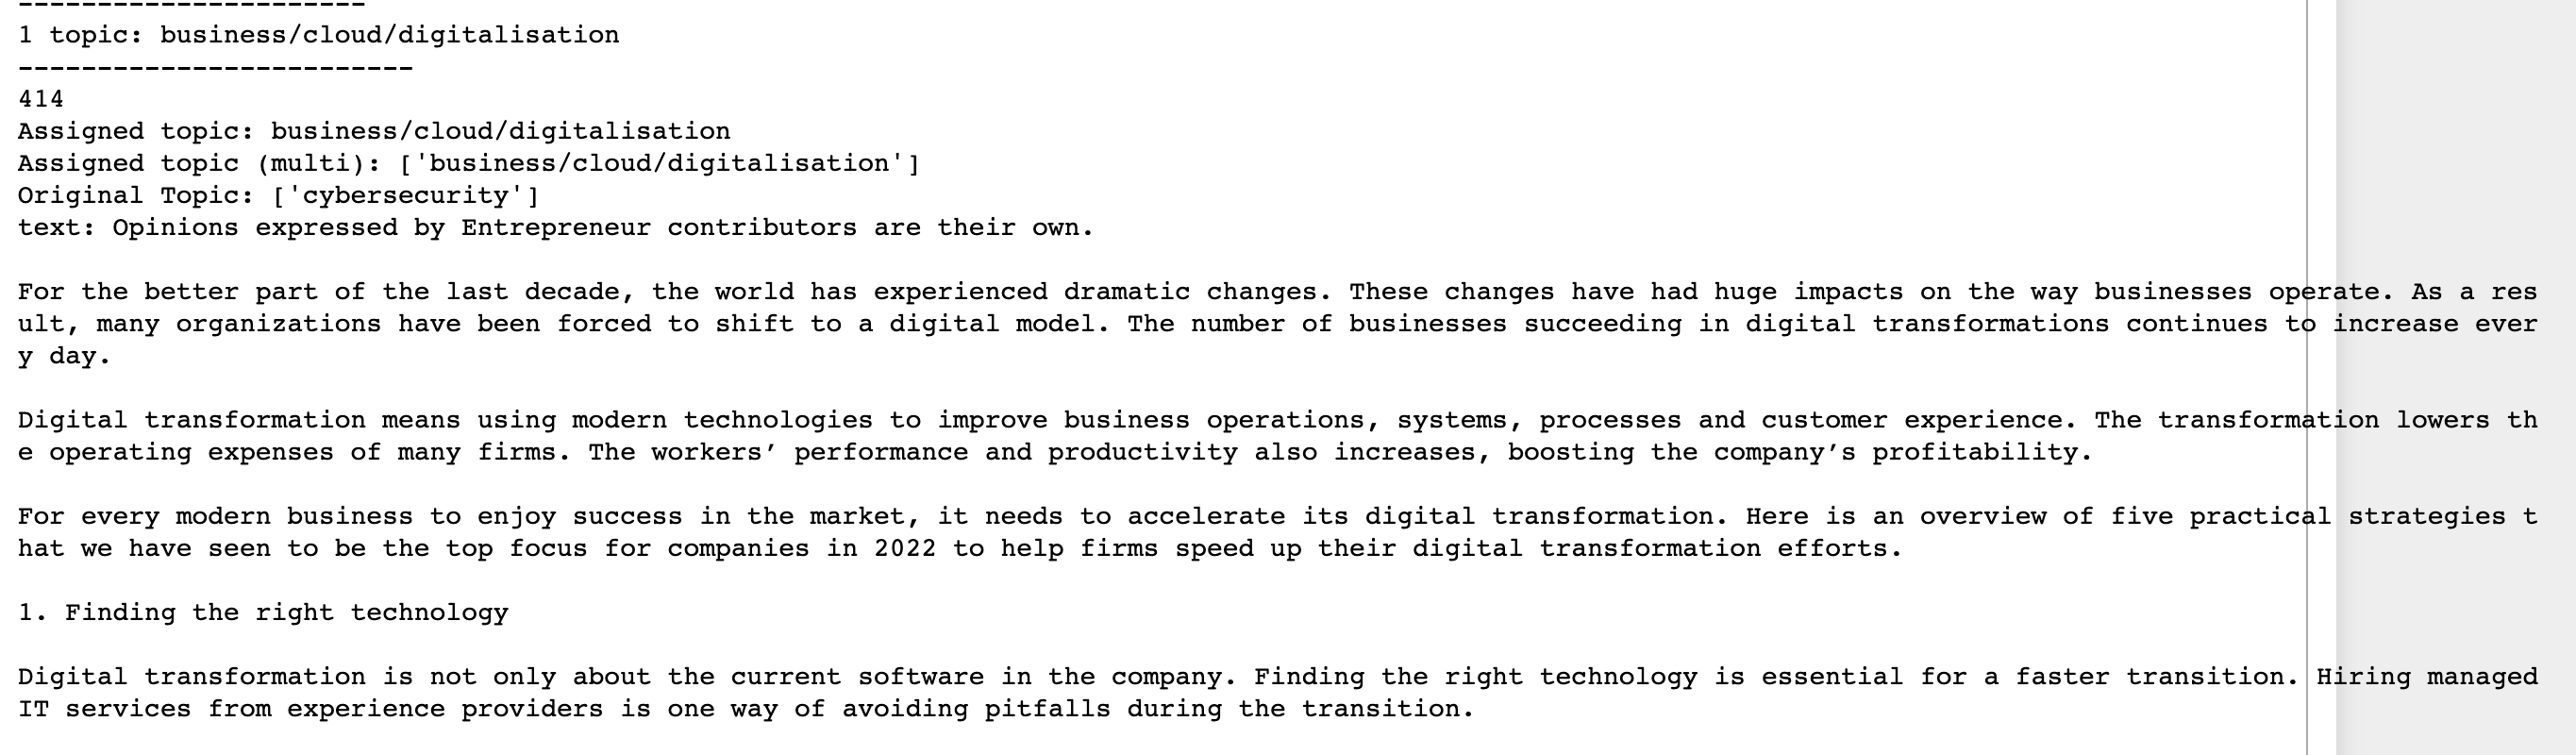 ----------------------
1 topic: business/cloud/digitalisation
-------------------------
414
Assigned topic: business/cloud/digitalisation
Assigned topic (multi): ['business/cloud/digitalisation']
Original Topic: ['cybersecurity']
text: Opinions expressed by Entrepreneur contributors are their own.
For the better part of the last decade, the world has experienced dramatic changes. These changes have had huge impacts on the way businesses operate. As a res
ult, many organizations have been forced to shift to a digital model. The number of businesses succeeding in digital transformations continues to increase ever
y day.
Digital transformation means using modern technologies to improve business operations, systems, processes and customer experience. The transformation lowers th
e operating expenses of many firms. The workers’ performance and productivity also increases, boosting the company’s profitability.
For every modern business to enjoy success in the market, it needs to accelerate its digital transformation. Here is an overview of five practical strategies t
hat we have seen to be the top focus for companies in 2022 to help firms speed up their digital transformation efforts.
1. Finding the right technology
Digital transformation is not only about the current software in the company. Finding the right technology is essential for a faster transition. Hiring managed
IT services from experience providers is one way of avoiding pitfalls during the transition.